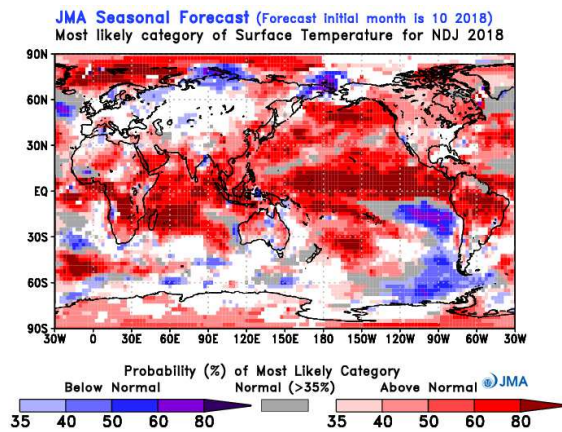 JMA Seasonal Forecast (Forecast initial month is 10 2018)
Most likely category of Surface Temperature for NDJ 2018
90N
60N
30N
EQ
30S
60S
90S
30W 0 30E 60E 90E 120E 150E 180 150W 120W 90W 60W 30W
Probability (%) of Most Likely Category
Below Normal Normal (>35%) Above Normal JMA
35 40 50 60 80 35 40 50 60 80